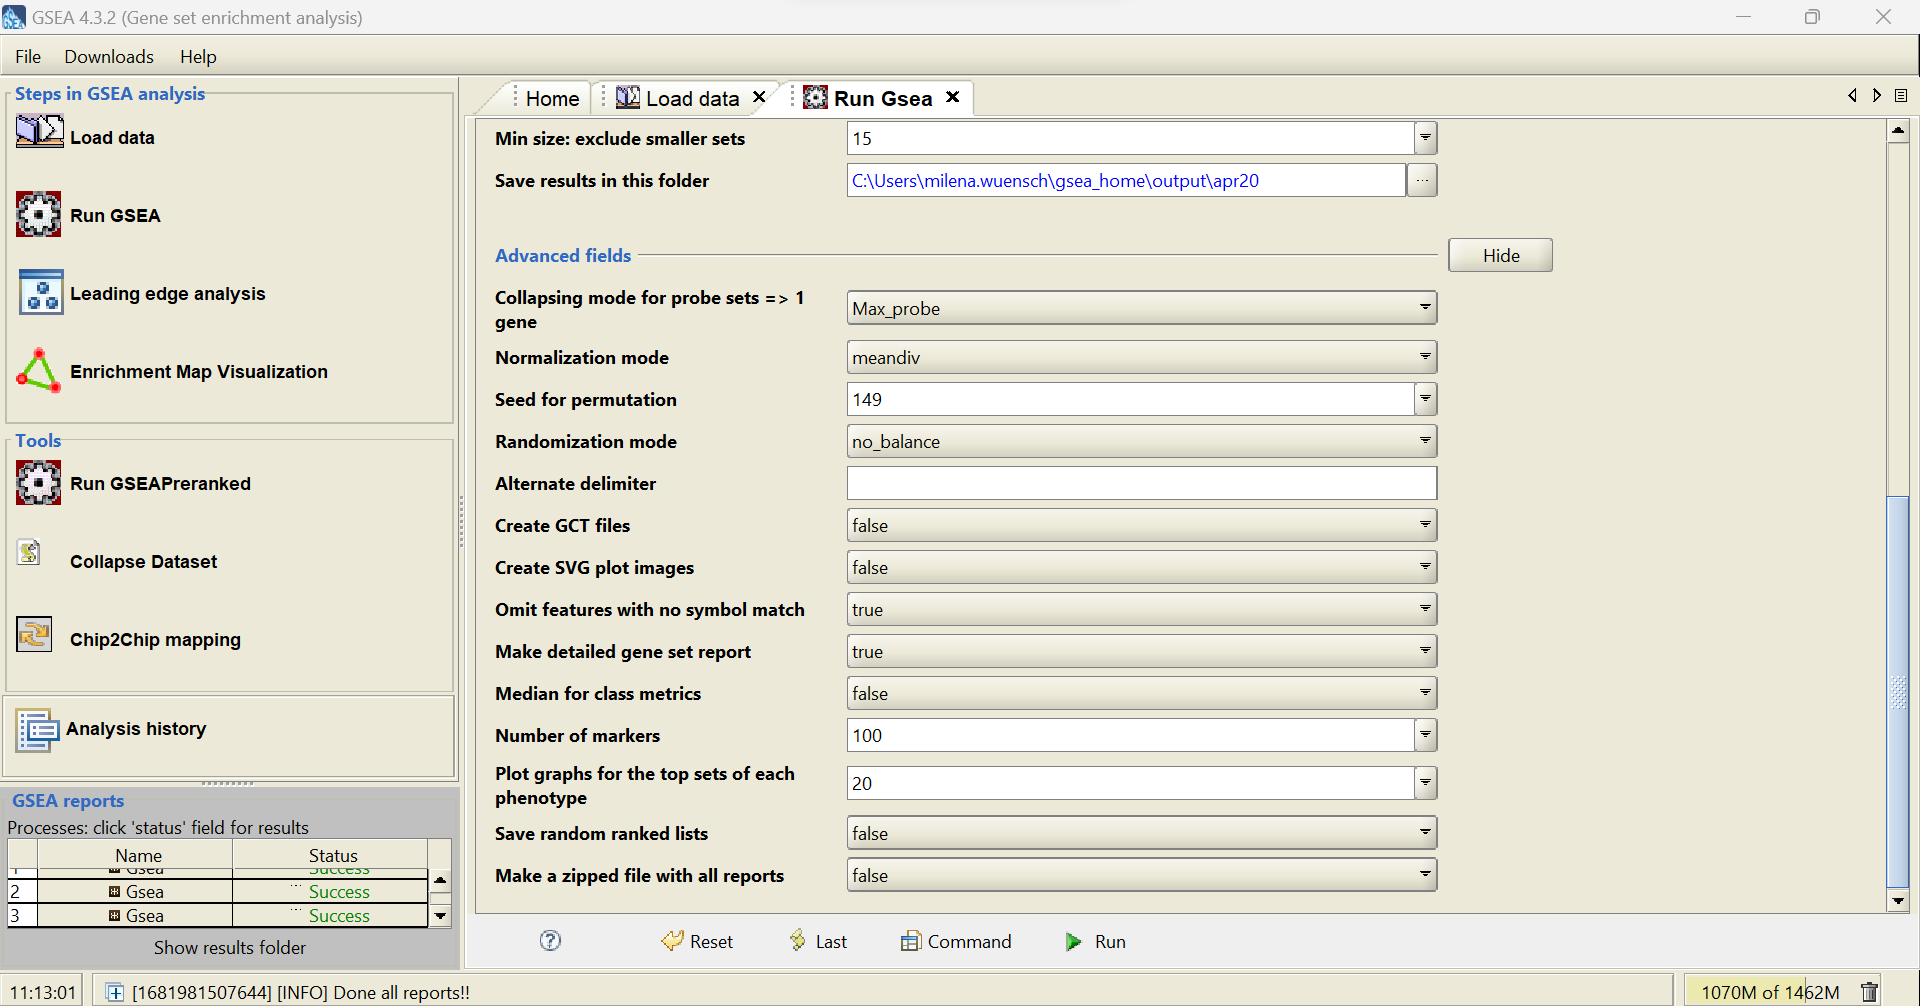 GSEA 4.3.2 (Gene set enrichment analysis)
File Downloads Help
Steps in GSEA analysis
Load data
Run GSEA
Leading edge analysis
Enrichment Map Visualization
Tools
Run GSEAPreranked
Collapse Dataset
Chip2Chip mapping
Analysis history
GSEA reports
Processes: click 'status' field for results
Name Status
1 Gsea Success
2 Gsea Success
3 Gsea Success
Show results folder
Home Load data Run Gsea
Min size: exclude smaller sets 15
Save results in this folder C:\Users\milena.wuensch\gsea_home\output\apr20 ...
Advanced fields Hide
Collapsing mode for probe sets => 1
gene Max_probe
Normalization mode meandiv
Seed for permutation 149
Randomization mode no_balance
Alternate delimiter
Create GCT files false
Create SVG plot images false
Omit features with no symbol match true
Make detailed gene set report true
Median for class metrics false
Number of markers 100
Plot graphs for the top sets of each
phenotype 20
Save random ranked lists false
Make a zipped file with all reports false
? Reset Last Command Run
11:13:01 [1681981507644] [INFO] Done all reports!! 1070M of 1462M